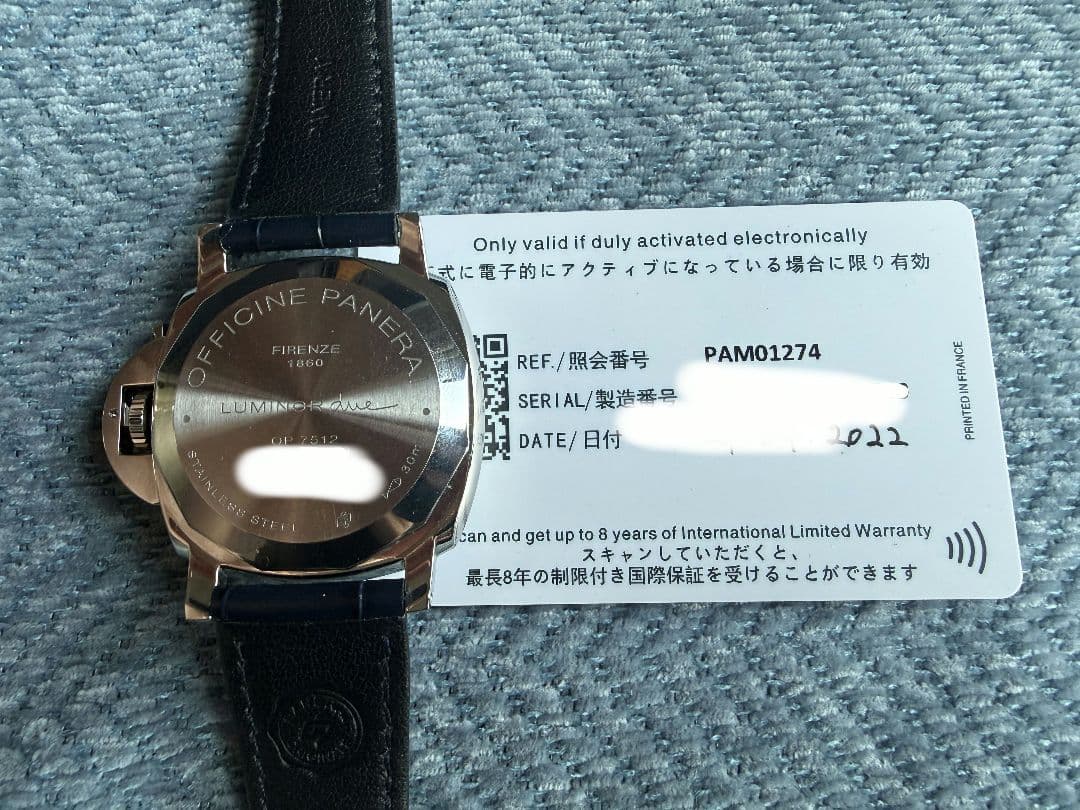 OFFICINE PANERA
FIRENZE
1860
LUMINOR due
OP 7512
30m
STAINLESS STEEL
Only valid if duly activated electronically
式に電子的にアクティブになっている場合に限り有効
REF./照会番号 PAM01274
SERIAL/製造番号
DATE/日付 2022
can and get up to 8 years of International Limited Warranty
スキャンしていただくと、
最長8年の制限付き国際保証を受けることができます
PRINTED IN FRANCE